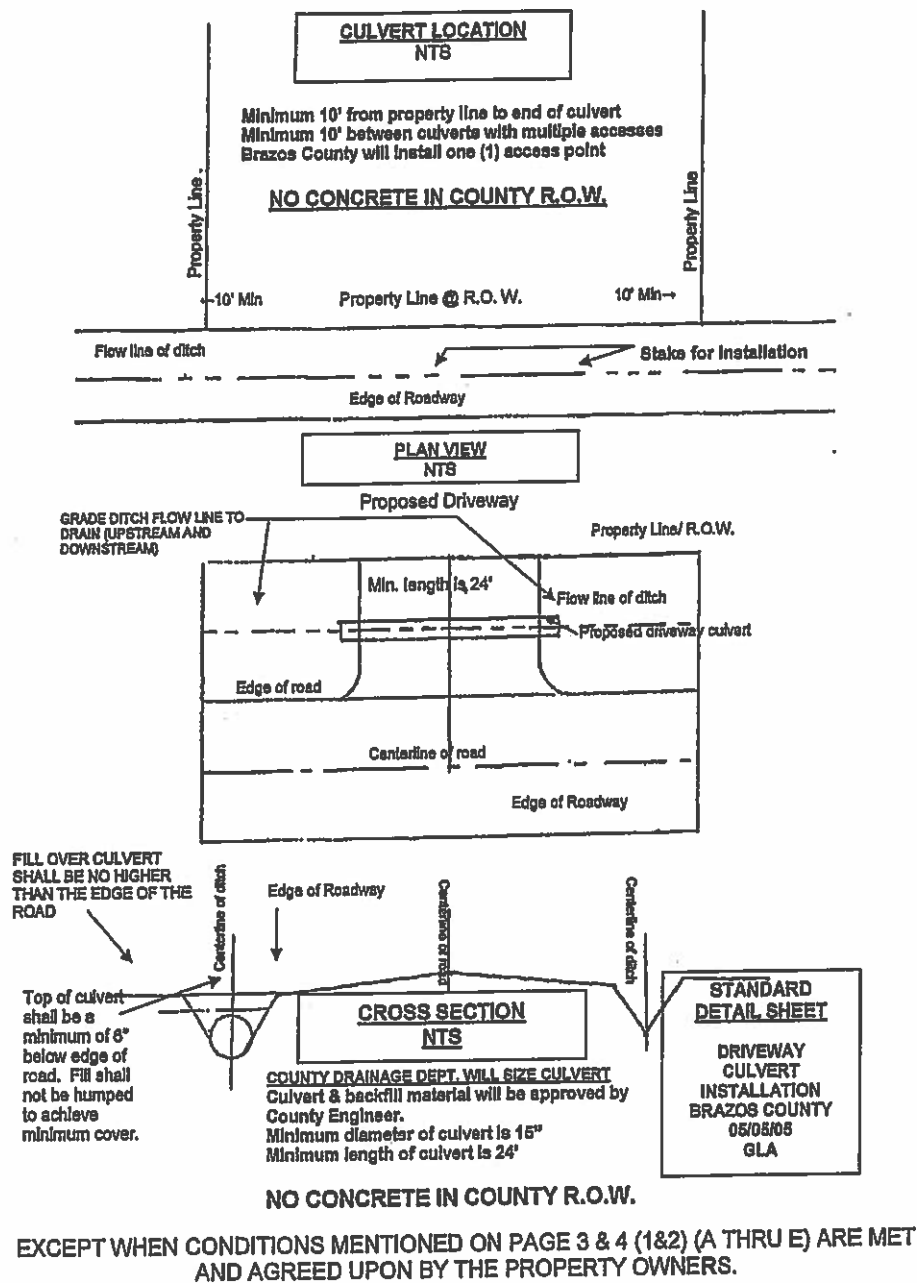 CULVERT LOCATION
NTS
Minimum 10' from property line to end of culvert
Minimum 10' between culverts with multiple accesses
Brazos County will install one (1) access point
NO CONCRETE IN COUNTY R.O.W.
Property Line
Property Line
←10' Min
Property Line @ R.O. W.
10' Min→
Flow line of ditch
Stake for Installation
Edge of Roadway
PLAN VIEW
NTS
Proposed Driveway
GRADE DITCH FLOW LINE TO
DRAIN (UPSTREAM AND
DOWNSTREAM)
Property Line/ R.O.W.
Min. length is 24'
Flow line of ditch
Proposed driveway culvert
Edge of road
Centerline of road
Edge of Roadway
FILL OVER CULVERT
SHALL BE NO HIGHER
THAN THE EDGE OF THE
ROAD
Centerline of ditch
Edge of Roadway
Centerline of road
Centerline of ditch
Top of culvert
shall be a
minimum of 6"
below edge of
road. Fill shall
not be humped
to achieve
minimum cover.
CROSS SECTION
NTS
COUNTY DRAINAGE DEPT. WILL SIZE CULVERT
Culvert & backfill material will be approved by
County Engineer.
Minimum diameter of culvert is 15"
Minimum length of culvert is 24'
STANDARD
DETAIL SHEET
DRIVEWAY
CULVERT
INSTALLATION
BRAZOS COUNTY
05/05/05
GLA
NO CONCRETE IN COUNTY R.O.W.
EXCEPT WHEN CONDITIONS MENTIONED ON PAGE 3 & 4 (1&2) (A THRU E) ARE MET
AND AGREED UPON BY THE PROPERTY OWNERS.